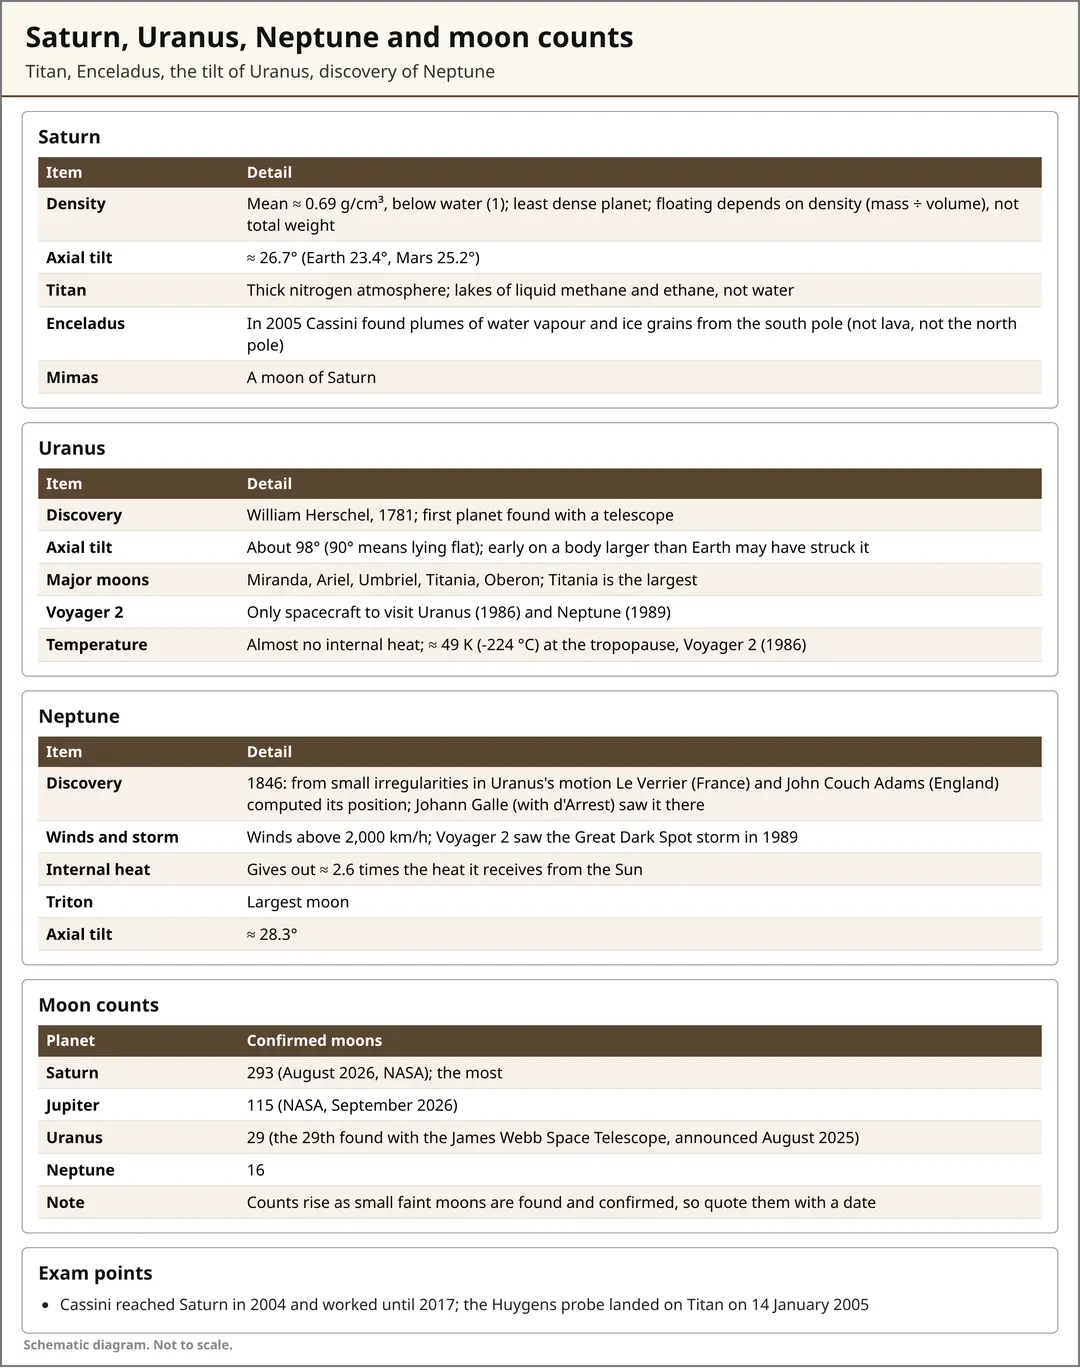 Saturn, Uranus, Neptune and moon counts
Titan, Enceladus, the tilt of Uranus, discovery of Neptune
Saturn
Item Detail
Density Mean ≈ 0.69 g/cm³, below water (1); least dense planet; floating depends on density (mass ÷ volume), not
total weight
Axial tilt ≈ 26.7° (Earth 23.4°, Mars 25.2°)
Titan Thick nitrogen atmosphere; lakes of liquid methane and ethane, not water
Enceladus In 2005 Cassini found plumes of water vapour and ice grains from the south pole (not lava, not the north
pole)
Mimas A moon of Saturn
Uranus
Item Detail
Discovery William Herschel, 1781; first planet found with a telescope
Axial tilt About 98° (90° means lying flat); early on a body larger than Earth may have struck it
Major moons Miranda, Ariel, Umbriel, Titania, Oberon; Titania is the largest
Voyager 2 Only spacecraft to visit Uranus (1986) and Neptune (1989)
Temperature Almost no internal heat; ≈ 49 K (-224 °C) at the tropopause, Voyager 2 (1986)
Neptune
Item Detail
Discovery 1846: from small irregularities in Uranus's motion Le Verrier (France) and John Couch Adams (England)
computed its position; Johann Galle (with d'Arrest) saw it there
Winds and storm Winds above 2,000 km/h; Voyager 2 saw the Great Dark Spot storm in 1989
Internal heat Gives out ≈ 2.6 times the heat it receives from the Sun
Triton Largest moon
Axial tilt ≈ 28.3°
Moon counts
Planet Confirmed moons
Saturn 293 (August 2026, NASA); the most
Jupiter 115 (NASA, September 2026)
Uranus 29 (the 29th found with the James Webb Space Telescope, announced August 2025)
Neptune 16
Note Counts rise as small faint moons are found and confirmed, so quote them with a date
Exam points
• Cassini reached Saturn in 2004 and worked until 2017; the Huygens probe landed on Titan on 14 January 2005
Schematic diagram. Not to scale.